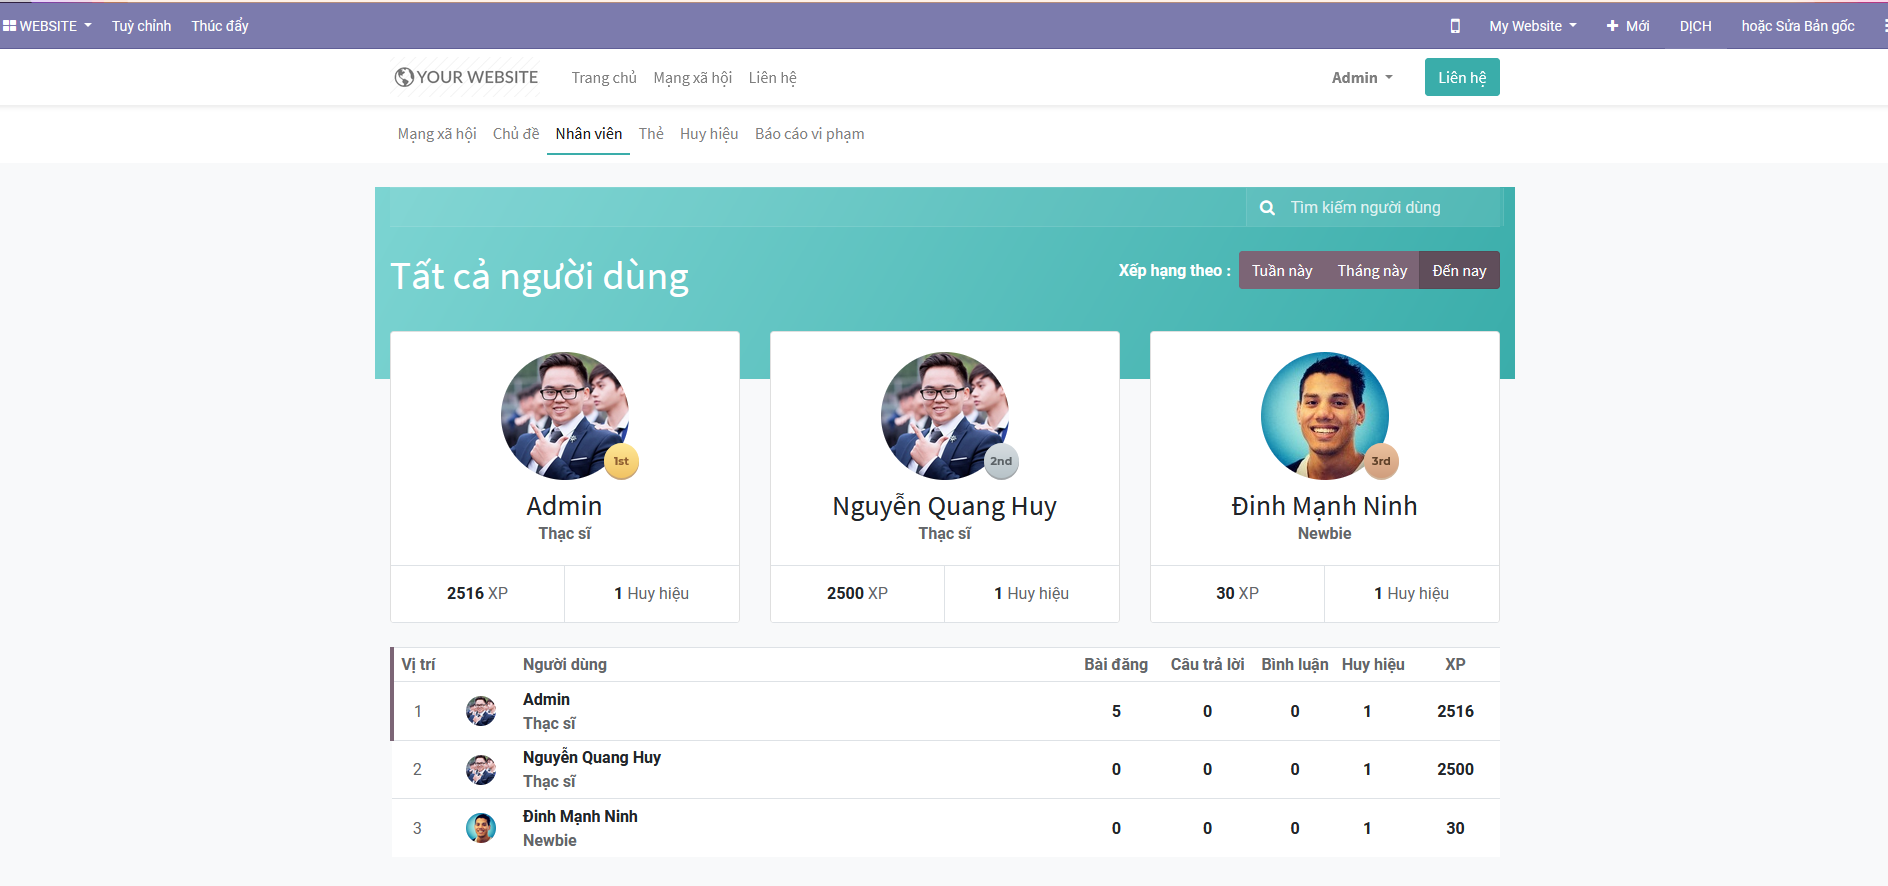 WEBSITE Tuỳ chỉnh Thúc đẩy My Website Mới DỊCH hoặc Sửa Bản gốc
YOUR WEBSITE Trang chủ Mạng xã hội Liên hệ Admin Liên hệ
Mạng xã hội Chủ đề Nhân viên Thẻ Huy hiệu Báo cáo vi phạm
Tìm kiếm người dùng
Tất cả người dùng Xếp hạng theo : Tuần này Tháng này Đến nay
1st 2nd 3rd
Admin Nguyễn Quang Huy Đinh Mạnh Ninh
Thạc sĩ Thạc sĩ Newbie
2516 XP 1 Huy hiệu 2500 XP 1 Huy hiệu 30 XP 1 Huy hiệu
Vị trí Người dùng Bài đăng Câu trả lời Bình luận Huy hiệu XP
1 Admin 5 0 0 1 2516
Thạc sĩ
2 Nguyễn Quang Huy 0 0 0 1 2500
Thạc sĩ
3 Đinh Mạnh Ninh 0 0 0 1 30
Newbie